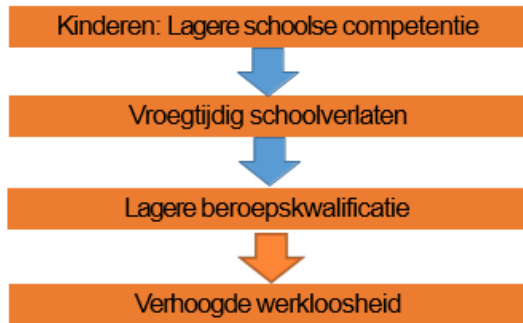 Kinderen: Lagere schoolse competentie
Vroegtijdig schoolverlaten
Lagere beroepskwalificatie
Verhoogde werkloosheid